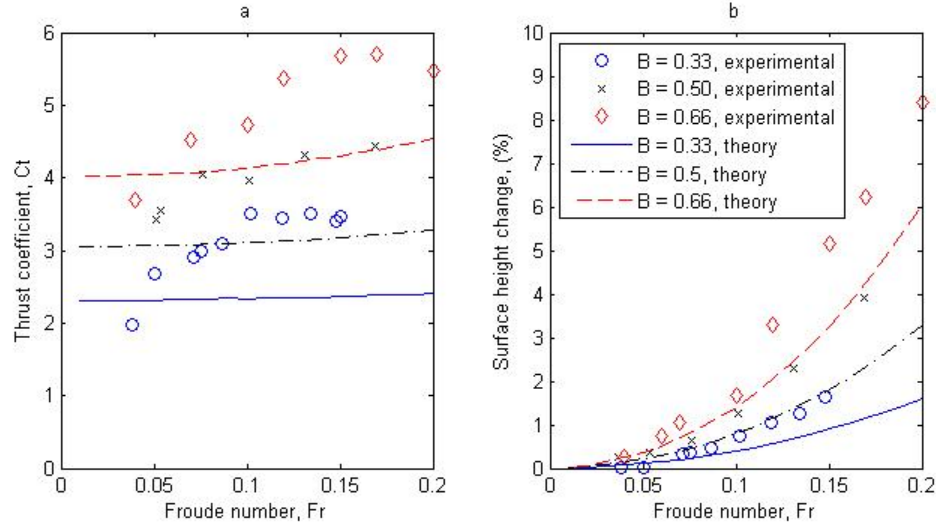 a
Thrust coefficient, Ct
6
5
4
3
2
1
0
0
0.05
0.1
0.15
0.2
Froude number, Fr
b
Surface height change, (%)
10
9
8
7
6
5
4
3
2
1
0
0
0.05
0.1
0.15
0.2
Froude number, Fr
B = 0.33, experimental
B = 0.50, experimental
B = 0.66, experimental
B = 0.33, theory
B = 0.5, theory
B = 0.66, theory